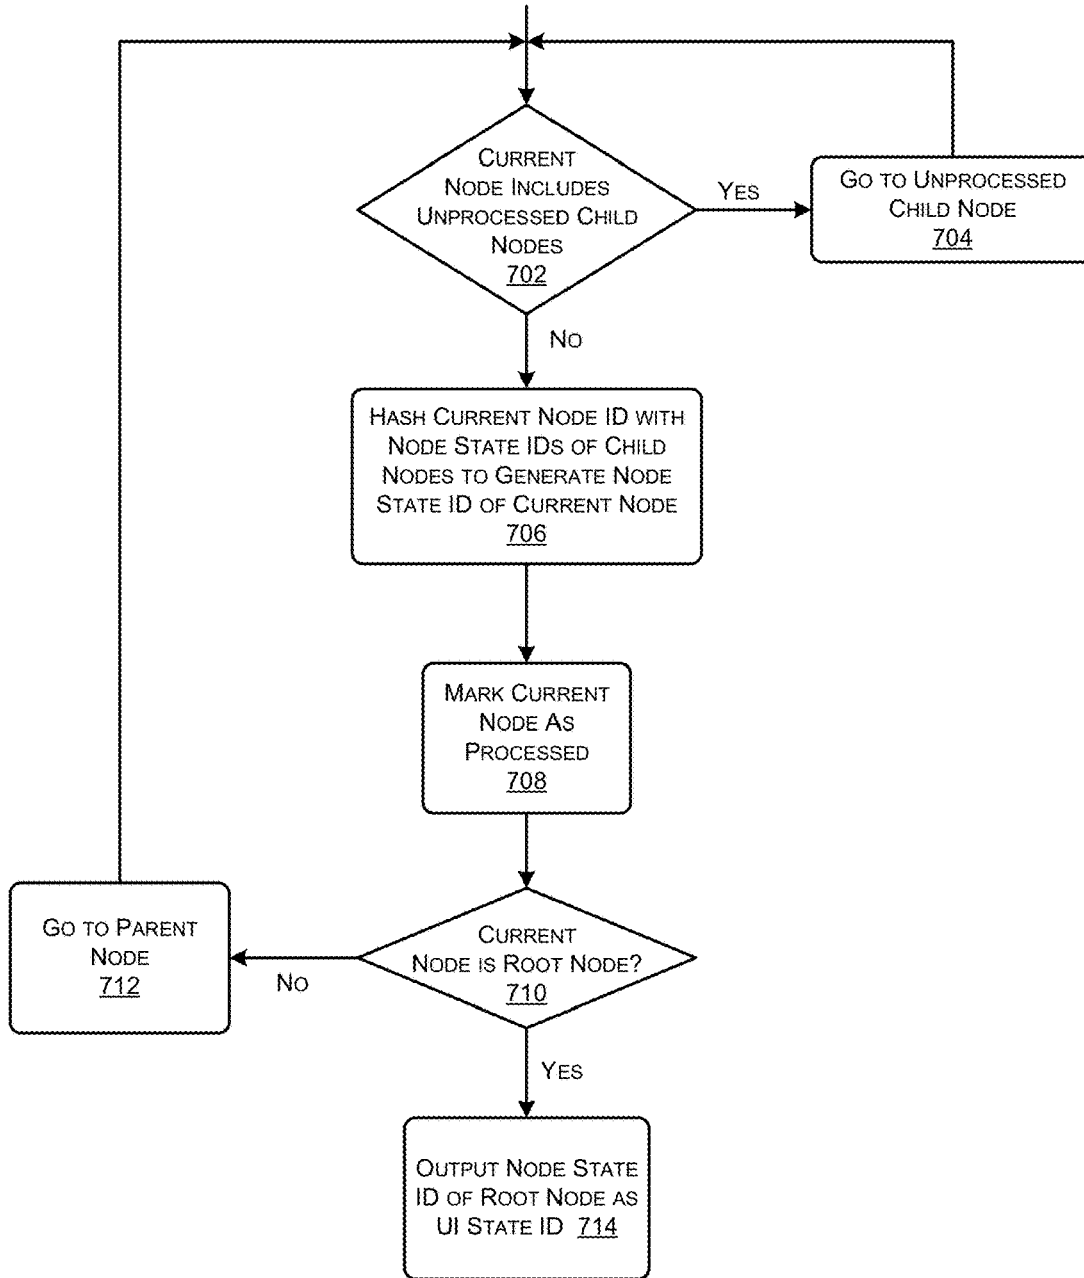 CURRENT
NODE INCLUDES
UNPROCESSED CHILD
NODES
702
YES
GO TO UNPROCESSED
CHILD NODE
704
NO
HASH CURRENT NODE ID WITH
NODE STATE IDS OF CHILD
NODES TO GENERATE NODE
STATE ID OF CURRENT NODE
706
MARK CURRENT
NODE AS
PROCESSED
708
CURRENT
NODE IS ROOT NODE?
710
NO
GO TO PARENT
NODE
712
YES
OUTPUT NODE STATE
ID OF ROOT NODE AS
UI STATE ID 714